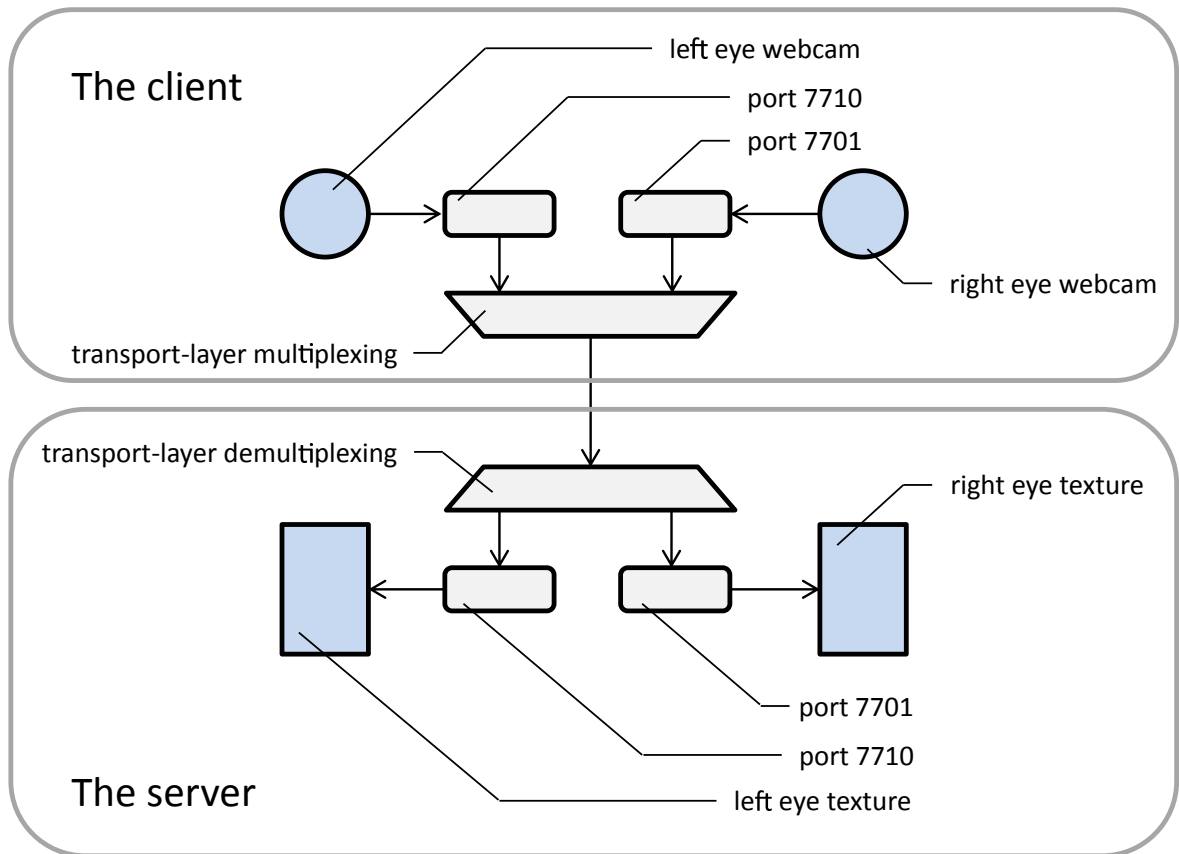 left eye webcam
The client
port 7710
port 7701
right eye webcam
transport-layer multiplexing
transport-layer demultiplexing
right eye texture
port 7701
port 7710
The server
left eye texture